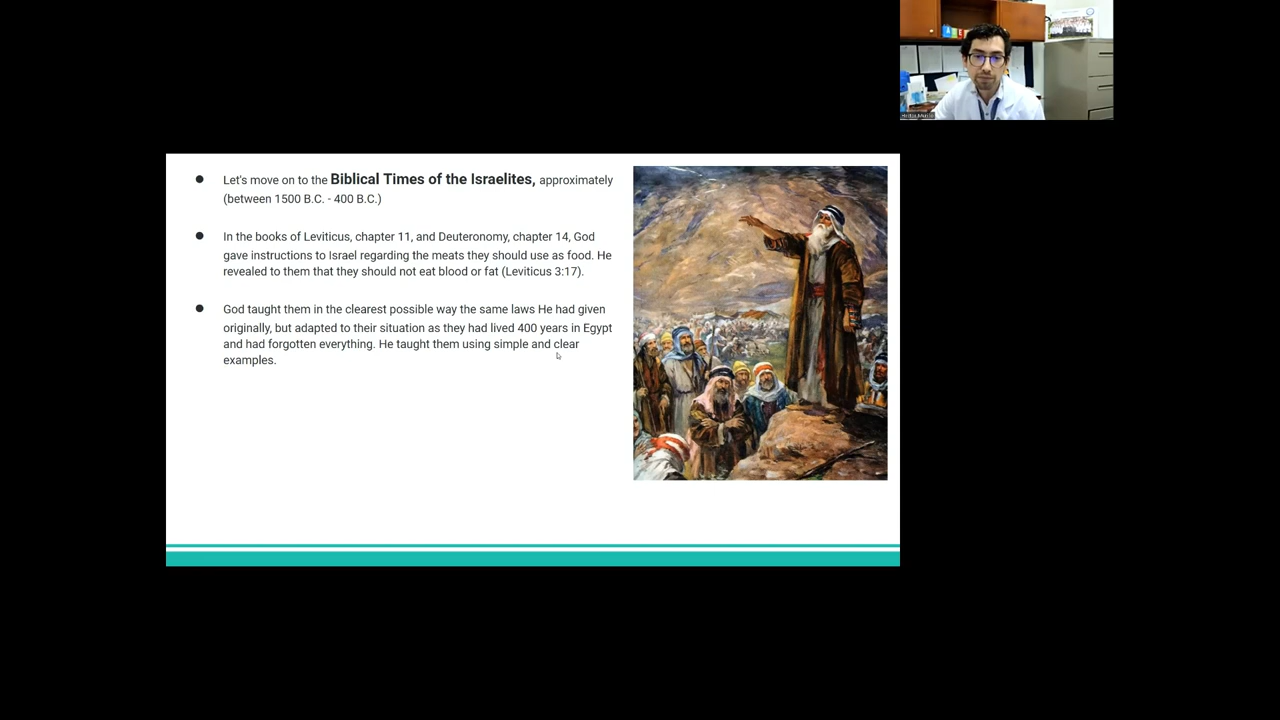 Let's move on to the Biblical Times of the Israelites, approximately
(between 1500 B.C. - 400 B.C.)
In the books of Leviticus, chapter 11, and Deuteronomy, chapter 14, God
gave instructions to Israel regarding the meats they should use as food. He
revealed to them that they should not eat blood or fat (Leviticus 3:17).
God taught them in the clearest possible way the same laws He had given
originally, but adapted to their situation as they had lived 400 years in Egypt
and had forgotten everything. He taught them using simple and clear
examples.